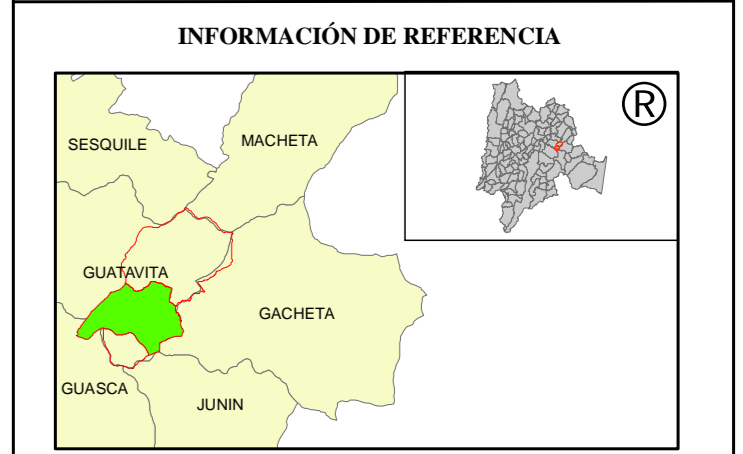 INFORMACIÓN DE REFERENCIA
®
SESQUILE
MACHETA
GUATAVITA
GACHETA
GUASCA
JUNIN